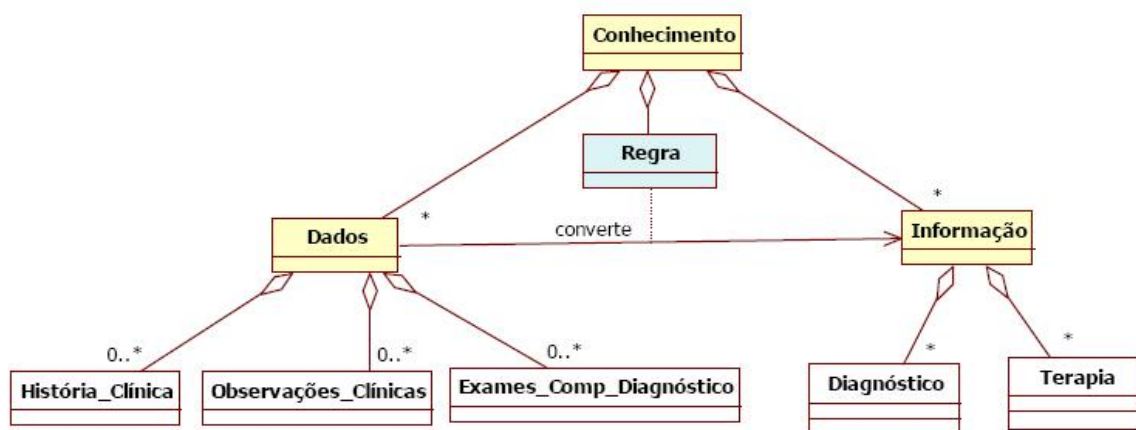 Conhecimento
Regra
*
*
Dados
converte
Informação
0..*
0..*
0..*
*
*
História_Clínica
Observações_Clínicas
Exames_Comp_Diagnóstico
Diagnóstico
Terapia